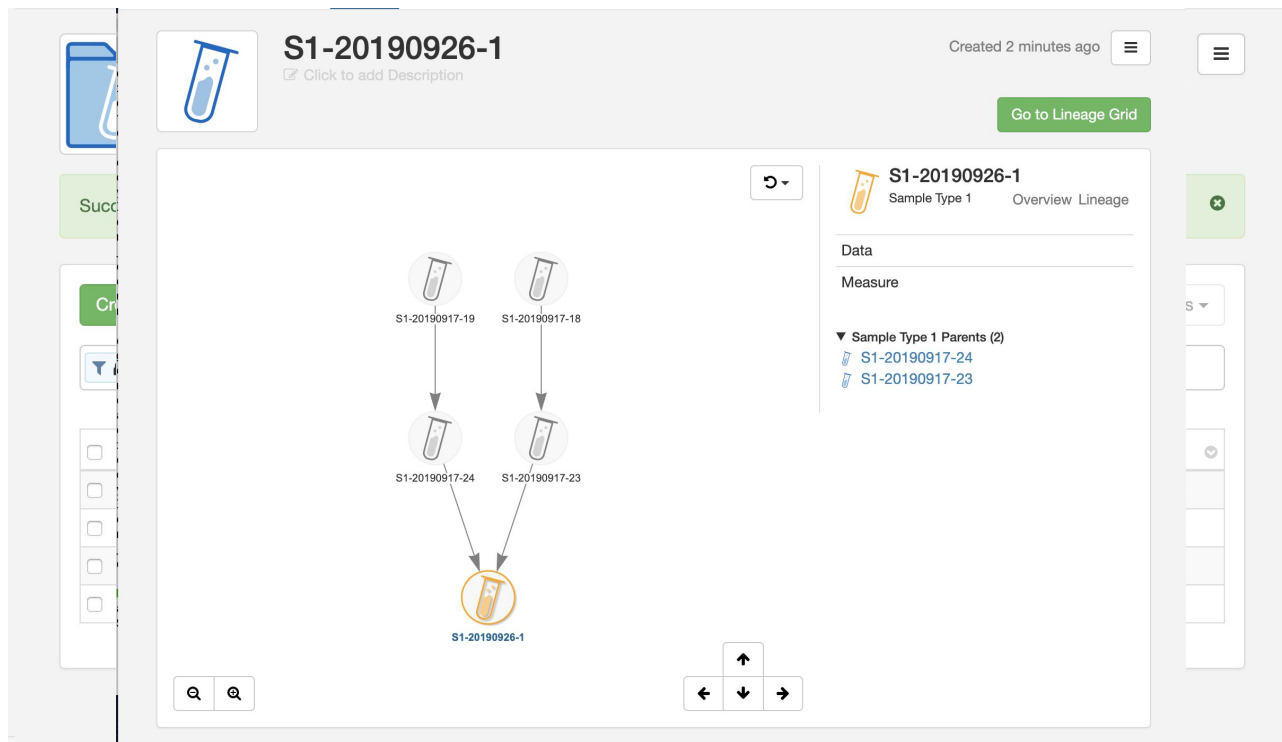 S1-20190926-1
Click to add Description
Created 2 minutes ago
Go to Lineage Grid
S1-20190926-1
Sample Type 1
Overview Lineage
Data
Measure
Sample Type 1 Parents (2)
S1-20190917-24
S1-20190917-23
S1-20190917-19
S1-20190917-18
S1-20190917-24
S1-20190917-23
S1-20190926-1